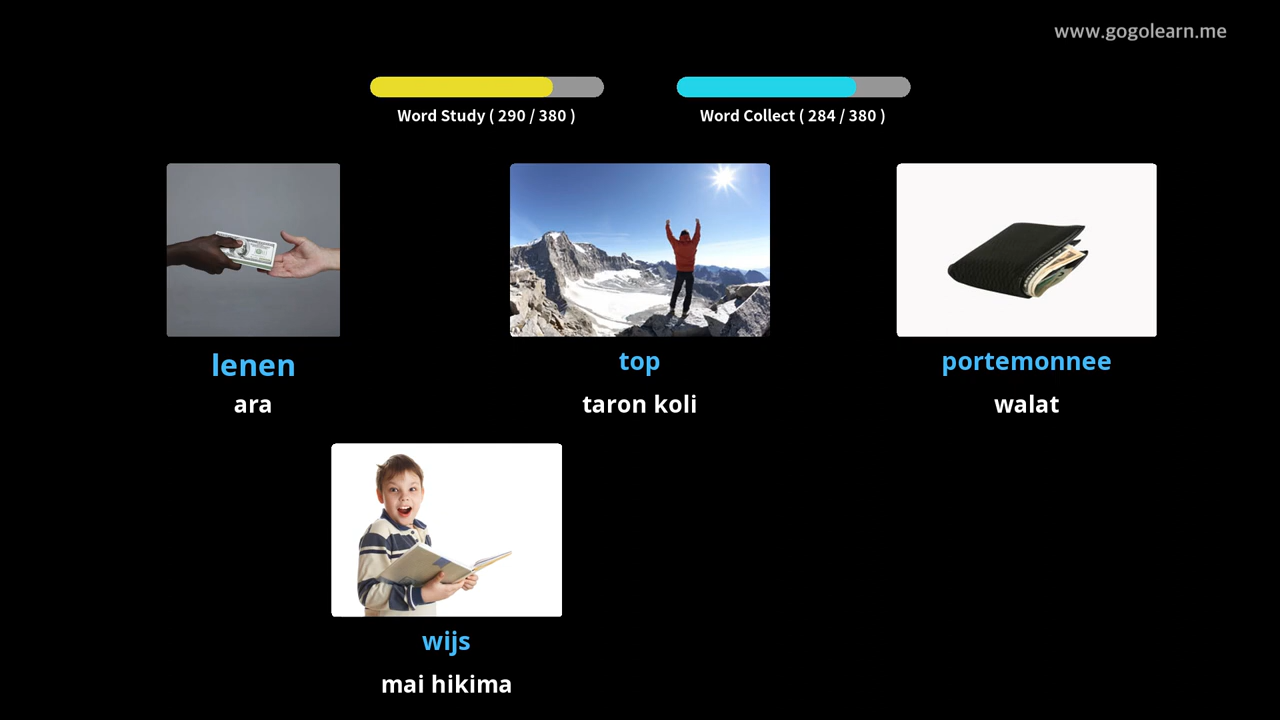 www.gogolearn.me
Word Study ( 290 / 380 )
Word Collect ( 284 / 380 )
lenen
ara
top
taron koli
portemonnee
walat
wijs
mai hikima